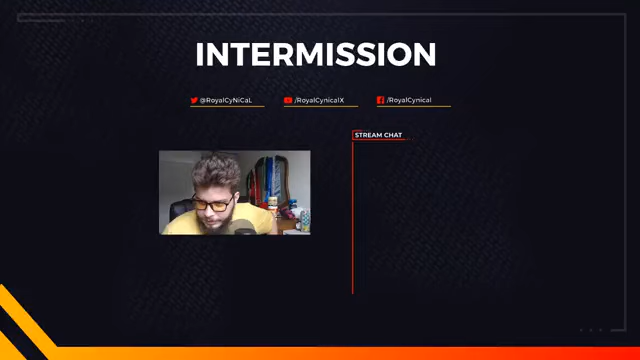 INTERMISSION
@RoyalCyNiCaL /RoyalCynicalX /RoyalCynical
STREAM CHAT